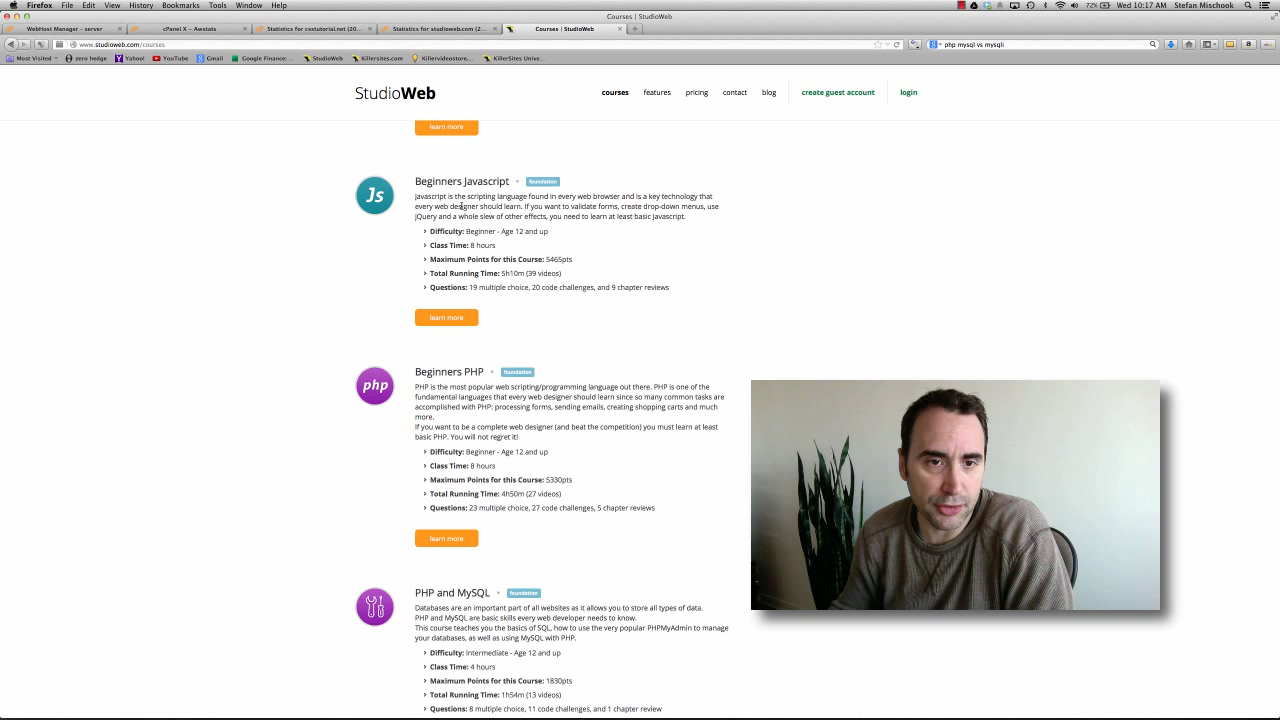 Firefox File Edit View History Bookmarks Tools Window Help 72% Wed 10:17 AM Stefan Mischook
Courses | StudioWeb
WebHost Manager - server cPanel X - Awstats Statistics for csstutorial.net (20... Statistics for studioweb.com (2... Courses | StudioWeb
www.studioweb.com/courses php mysql vs mysqli
Most Visited zero hedge Yahoo! YouTube Gmail Google Finance:... StudioWeb Killersites.com Killervideostore... KillerSites Unive...
StudioWeb courses features pricing contact blog create guest account login
learn more
Js
Beginners Javascript • foundation
Javascript is the scripting language found in every web browser and is a key technology that
every web designer should learn. If you want to validate forms, create drop-down menus, use
jQuery and a whole slew of other effects, you need to learn at least basic Javascript.
Difficulty: Beginner - Age 12 and up
Class Time: 8 hours
Maximum Points for this Course: 5465pts
Total Running Time: 5h10m (39 videos)
Questions: 19 multiple choice, 20 code challenges, and 9 chapter reviews
learn more
php
Beginners PHP • foundation
PHP is the most popular web scripting/programming language out there. PHP is one of the
fundamental languages that every web designer should learn since so many common tasks are
accomplished with PHP: processing forms, sending emails, creating shopping carts and much
more.
If you want to be a complete web designer (and beat the competition) you must learn at least
basic PHP. You will not regret it!
Difficulty: Beginner - Age 12 and up
Class Time: 8 hours
Maximum Points for this Course: 5330pts
Total Running Time: 4h50m (27 videos)
Questions: 23 multiple choice, 27 code challenges, 5 chapter reviews
learn more
PHP and MySQL • foundation
Databases are an important part of all websites as it allows you to store all types of data.
PHP and MySQL are basic skills every web developer needs to know.
This course teaches you the basics of SQL, how to use the very popular PHPMyAdmin to manage
your databases, as well as using MySQL with PHP.
Difficulty: Intermediate - Age 12 and up
Class Time: 4 hours
Maximum Points for this Course: 1830pts
Total Running Time: 1h54m (13 videos)
Questions: 8 multiple choice, 11 code challenges, and 1 chapter review